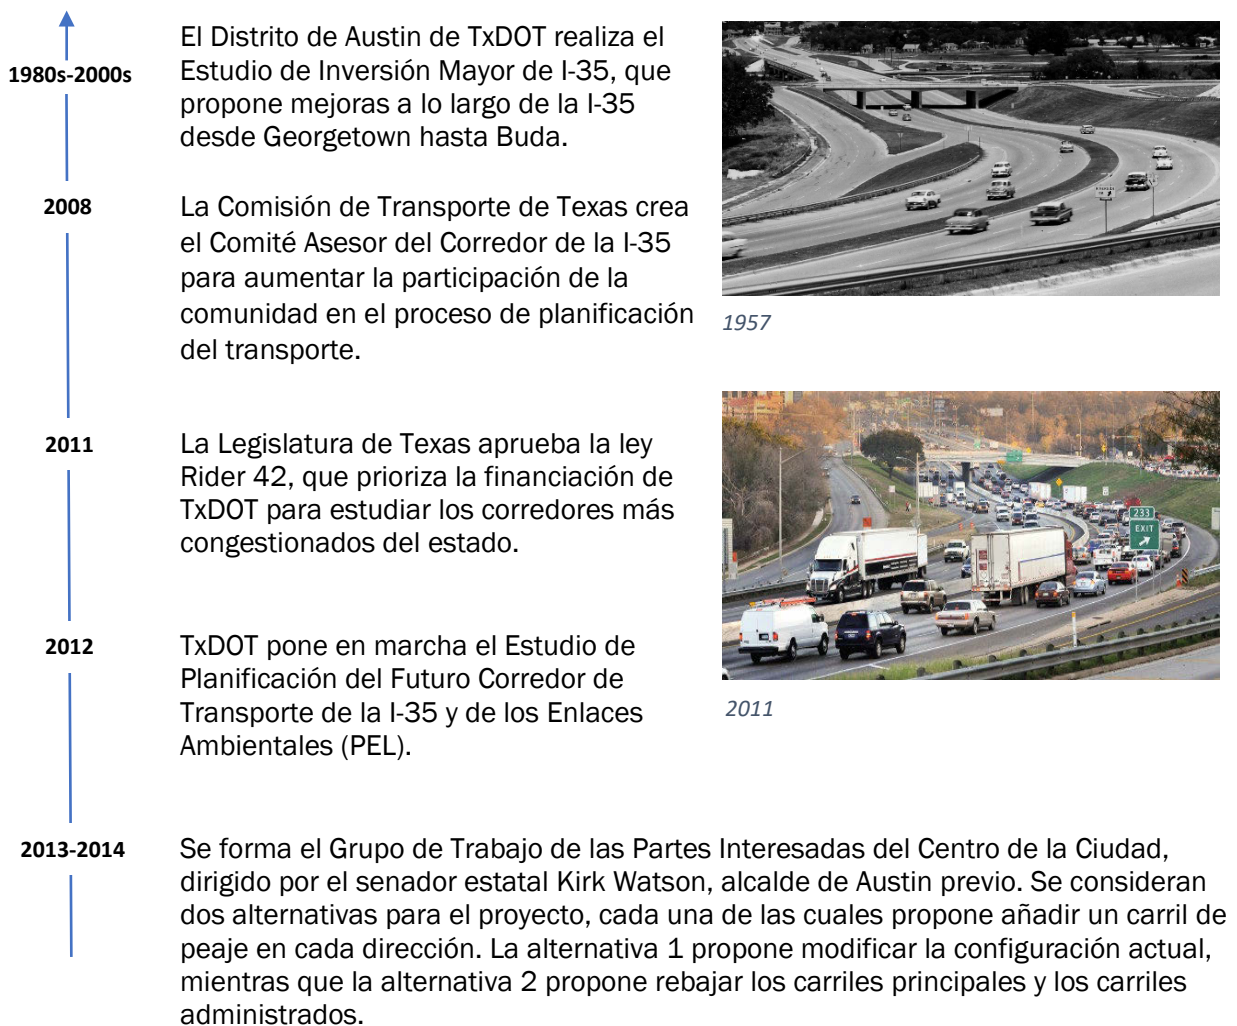 1980s-2000s
El Distrito de Austin de TxDOT realiza el
Estudio de Inversión Mayor de I-35, que
propone mejoras a lo largo de la I-35
desde Georgetown hasta Buda.
2008
La Comisión de Transporte de Texas crea
el Comité Asesor del Corredor de la I-35
para aumentar la participación de la
comunidad en el proceso de planificación
del transporte.
1957
2011
La Legislatura de Texas aprueba la ley
Rider 42, que prioriza la financiación de
TxDOT para estudiar los corredores más
congestionados del estado.
233
EXIT
2012
TxDOT pone en marcha el Estudio de
Planificación del Futuro Corredor de
Transporte de la I-35 y de los Enlaces
Ambientales (PEL).
2011
2013-2014
Se forma el Grupo de Trabajo de las Partes Interesadas del Centro de la Ciudad,
dirigido por el senador estatal Kirk Watson, alcalde de Austin previo. Se consideran
dos alternativas para el proyecto, cada una de las cuales propone añadir un carril de
peaje en cada dirección. La alternativa 1 propone modificar la configuración actual,
mientras que la alternativa 2 propone rebajar los carriles principales y los carriles
administrados.